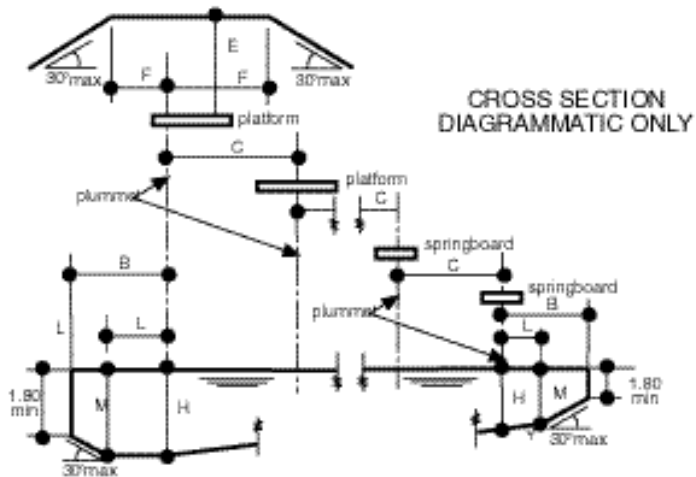 E
30°max
F
F
30°max
CROSS SECTION
DIAGRAMMATIC ONLY
platform
C
platform
plummet
C
springboard
B
C
springboard
B
plummet
L
L
L
1.80
min
M
H
H
M
1.80
min
30°max
30°max